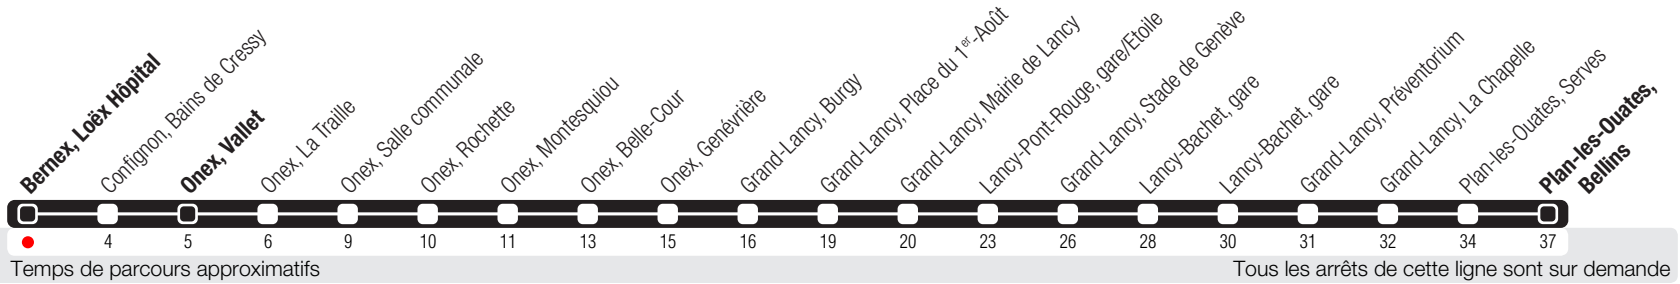 Bernex, Loëx Hôpital
Confignon, Bains de Cressy
Onex, Vallet
Onex, La Traille
Onex, Salle communale
Onex, Rochette
Onex, Montesquiou
Onex, Belle-Cour
Onex, Genévrière
Grand-Lancy, Burgy
Grand-Lancy, Place du 1er-Août
Grand-Lancy, Mairie de Lancy
Lancy-Pont-Rouge, gare/Etoile
Grand-Lancy, Stade de Genève
Lancy-Bachet, gare
Lancy-Bachet, gare
Grand-Lancy, Préventorium
Grand-Lancy, La Chapelle
Plan-les-Ouates, Serves
Plan-les-Ouates,
Bellins
4 5 6 9 10 11 13 15 16 19 20 23 26 28 30 31 32 34 37
Temps de parcours approximatifs
Tous les arrêts de cette ligne sont sur demande